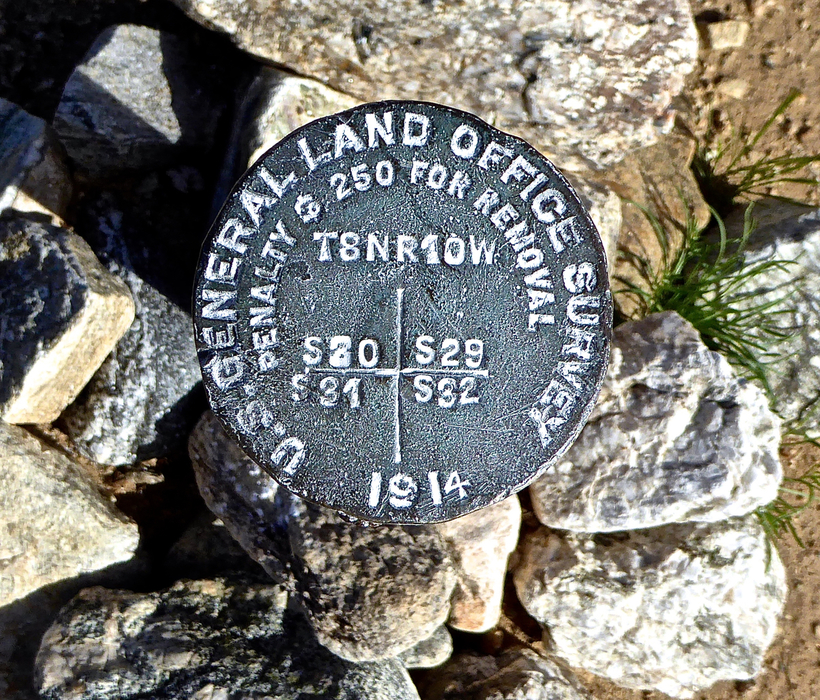 U.S. GENERAL LAND OFFICE SURVEY
PENALTY $250 FOR REMOVAL
T8NR10W
S30 S29
S31 S32
1914